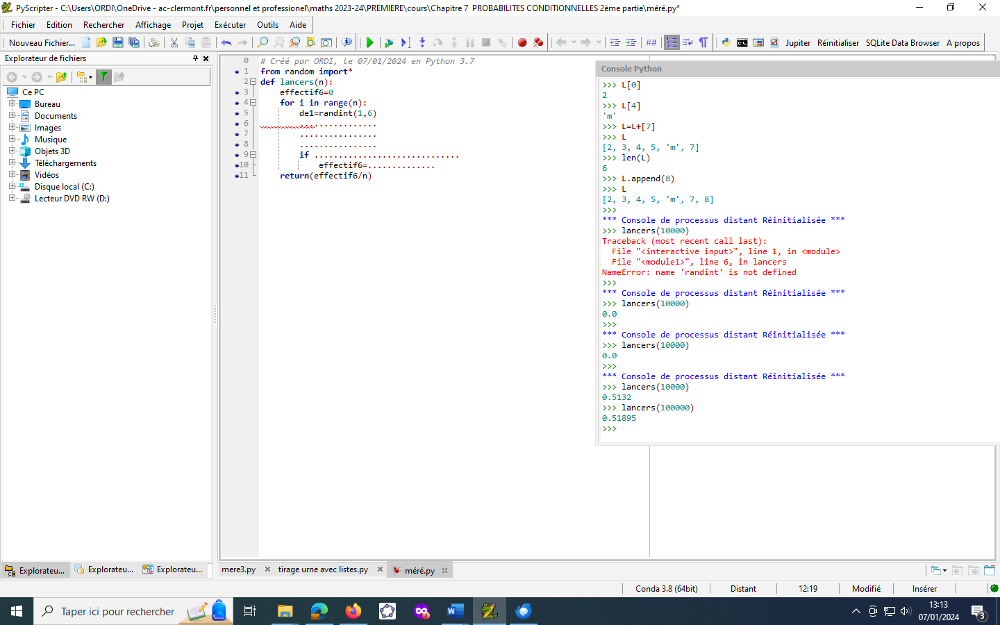 PyScripter - C:\Users\ORDI\OneDrive - ac-clermont.fr\personnel et professionel\maths 2023-24\PREMIERE\cours\Chapitre 7  PROBABILITES CONDITIONNELLES 2ème partie\méré.py*
Fichier Edition Rechercher Affichage Projet Exécuter Outils Aide
Nouveau Fichier... ## Jupiter Réinitialiser SQLite Data Browser A propos
Explorateur de fichiers
Ce PC
Bureau
Documents
Images
Musique
Objets 3D
Téléchargements
Vidéos
Disque local (C:)
Lecteur DVD RW (D:)
0 # Créé par ORDI, le 07/01/2024 en Python 3.7
1 from random import*
2 def lancers(n):
3 effectif6=0
4 for i in range(n):
5 de1=randint(1,6)
6 ................
7 ................
8 ................
9 if ..............................
10 effectif6=..............
11 return(effectif6/n)
Console Python
>>> L[0]
2
>>> L[4]
'm'
>>> L=L+[7]
>>> L
[2, 3, 4, 5, 'm', 7]
>>> len(L)
6
>>> L.append(8)
>>> L
[2, 3, 4, 5, 'm', 7, 8]
>>>
*** Console de processus distant Réinitialisée ***
>>> lancers(10000)
Traceback (most recent call last):
File "<interactive input>", line 1, in <module>
File "<module1>", line 6, in lancers
NameError: name 'randint' is not defined
>>>
*** Console de processus distant Réinitialisée ***
>>> lancers(10000)
0.0
>>>
*** Console de processus distant Réinitialisée ***
>>> lancers(10000)
0.0
>>>
*** Console de processus distant Réinitialisée ***
>>> lancers(10000)
0.5132
>>> lancers(100000)
0.51895
>>>
Explorateu... Explorateu... Explorateu...
mere3.py tirage urne avec listes.py méré.py
Conda 3.8 (64bit) Distant 12:19 Modifié Insérer
Taper ici pour rechercher
13:13
07/01/2024
3